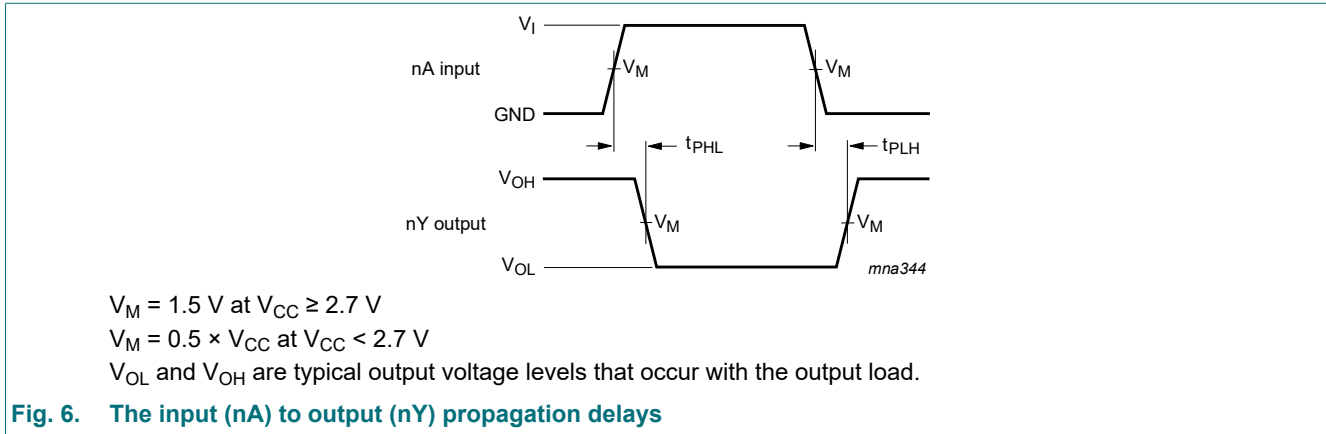 V_I
nA input
V_M
V_M
GND
t_PHL
t_PLH
V_OH
nY output
V_M
V_M
V_OL
mna344
V_M = 1.5 V at V_CC ≥ 2.7 V
V_M = 0.5 × V_CC at V_CC < 2.7 V
V_OL and V_OH are typical output voltage levels that occur with the output load.
Fig. 6. The input (nA) to output (nY) propagation delays